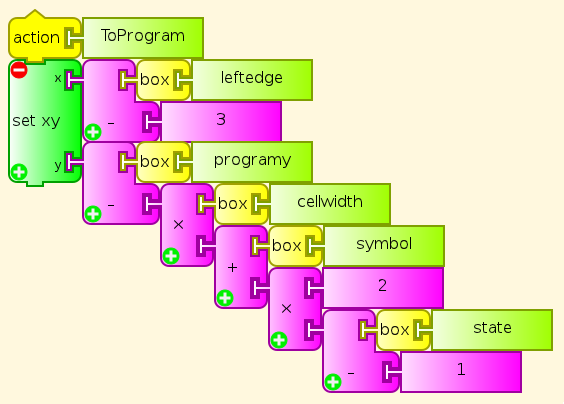 action ToProgram
x box leftedge
set xy − 3
y box programy
−
× box cellwidth
+ box symbol
× 2
box state
− 1